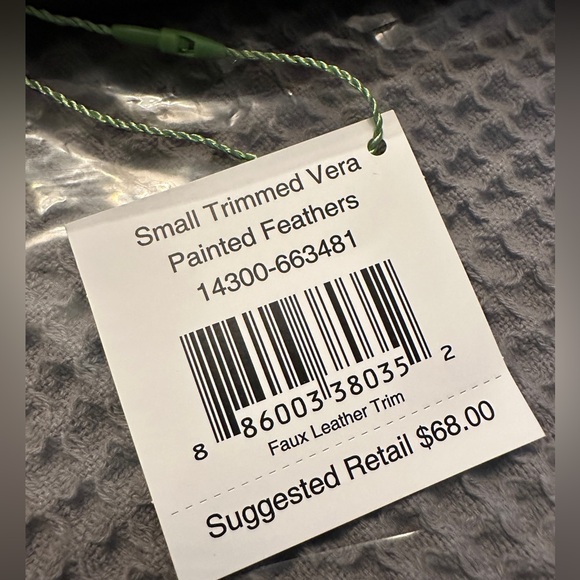 Small Trimmed Vera
Painted Feathers
14300-663481
8 86003 38035 2
Faux Leather Trim
Suggested Retail $68.00